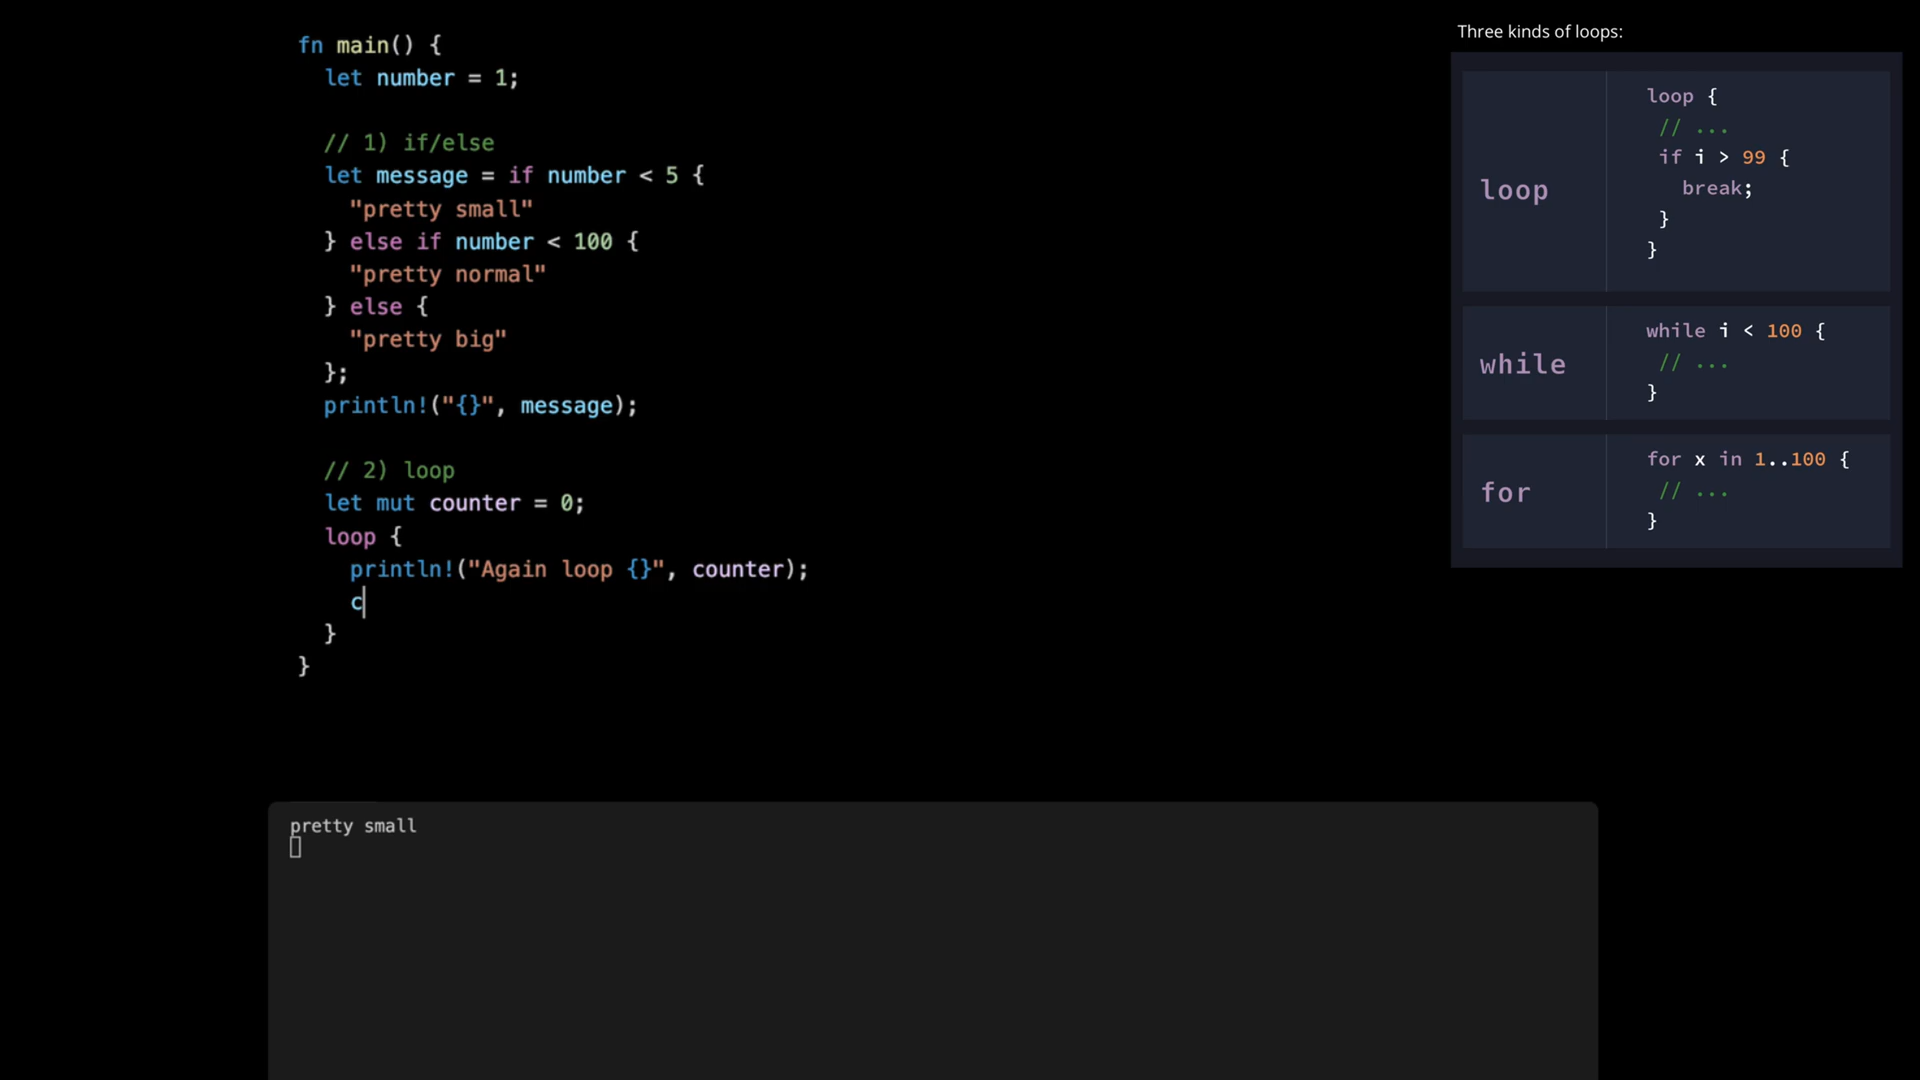 fn main() {
let number = 1;
// 1) if/else
let message = if number < 5 {
"pretty small"
} else if number < 100 {
"pretty normal"
} else {
"pretty big"
};
println!("{}", message);
// 2) loop
let mut counter = 0;
loop {
println!("Again loop {}", counter);
c
}
}
pretty small
Three kinds of loops:
loop
loop {
// ...
if i > 99 {
break;
}
}
while
while i < 100 {
// ...
}
for
for x in 1..100 {
// ...
}